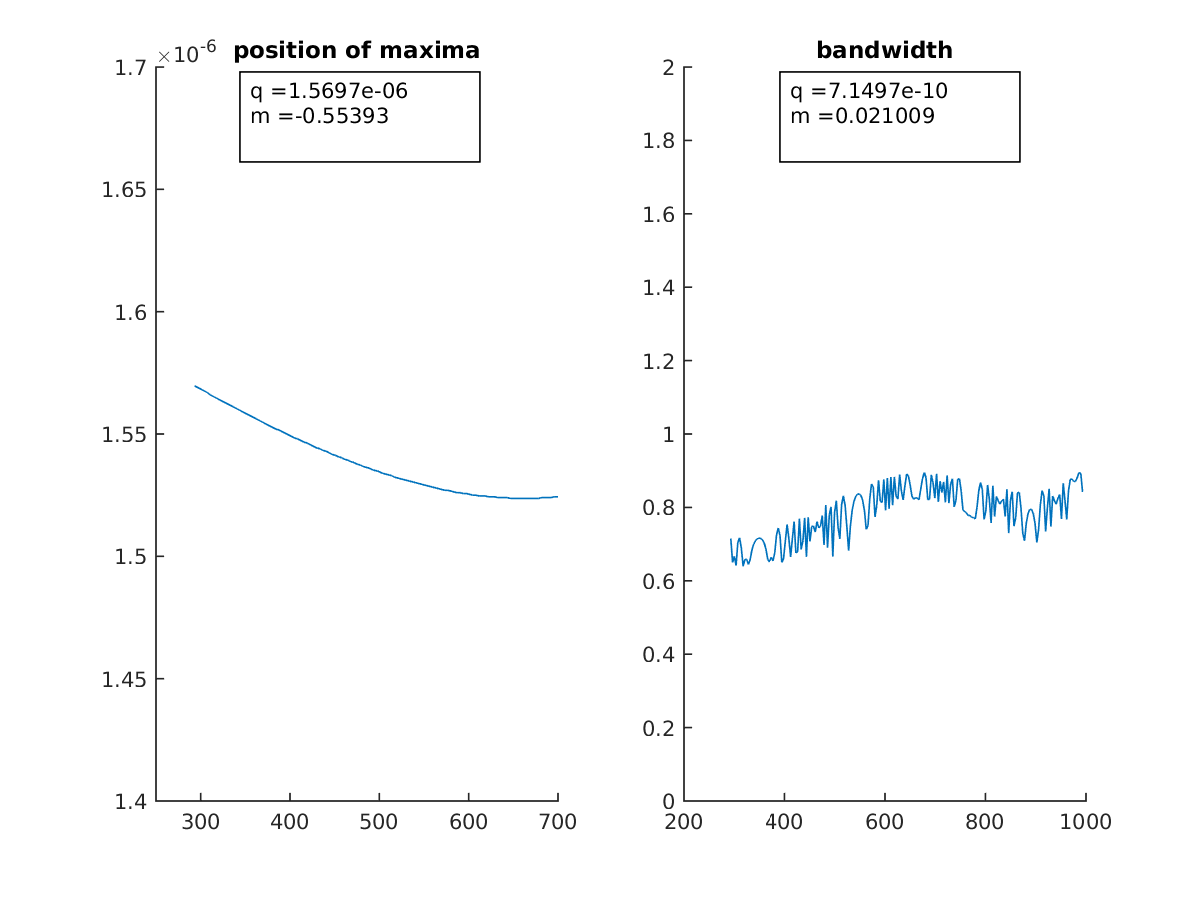 ×10-6
position of maxima
q =1.5697e-06
m =-0.55393
1.7
1.65
1.6
1.55
1.5
1.45
1.4
300 400 500 600 700
bandwidth
q =7.1497e-10
m =0.021009
2
1.8
1.6
1.4
1.2
1
0.8
0.6
0.4
0.2
0
200 400 600 800 1000